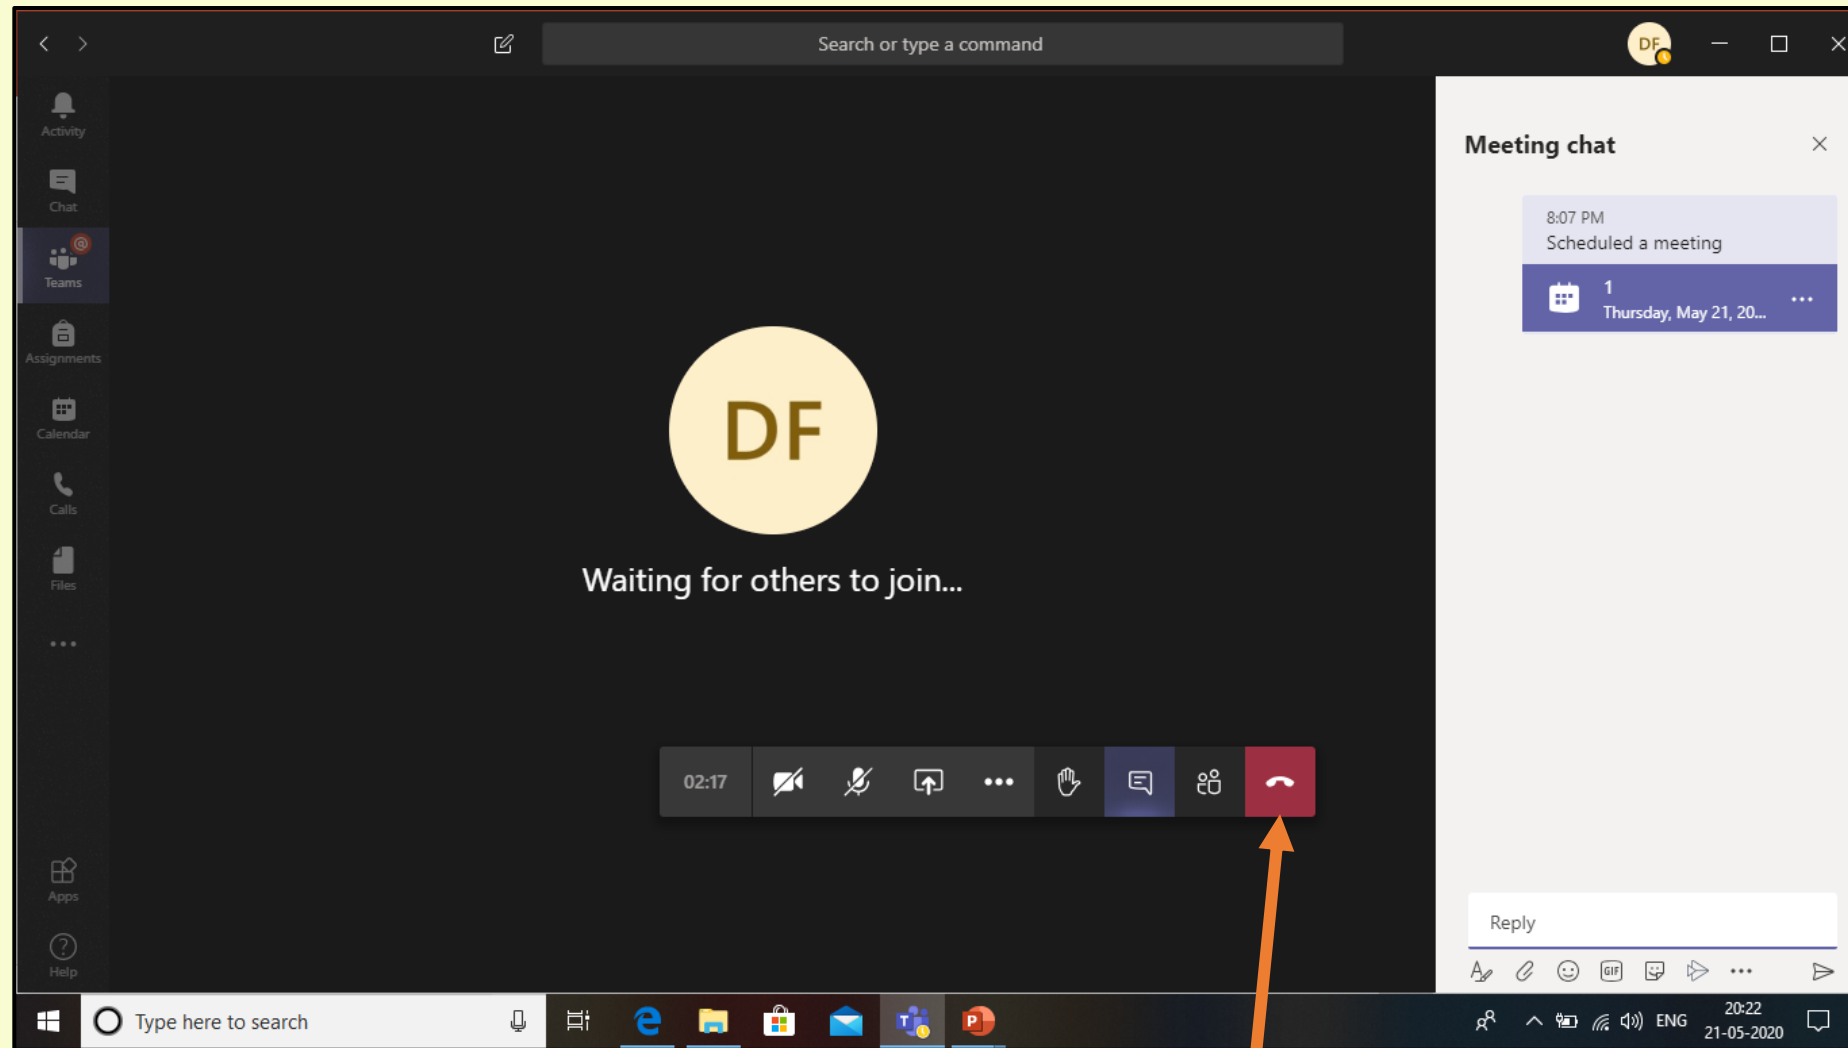 Search or type a command
DF
Activity
Chat
@
Teams
Assignments
Calendar
Calls
Files
Apps
Help
DF
Waiting for others to join...
02:17
Meeting chat
8:07 PM
Scheduled a meeting
1
Thursday, May 21, 20...
Reply
GIF
Type here to search
ENG
20:22
21-05-2020